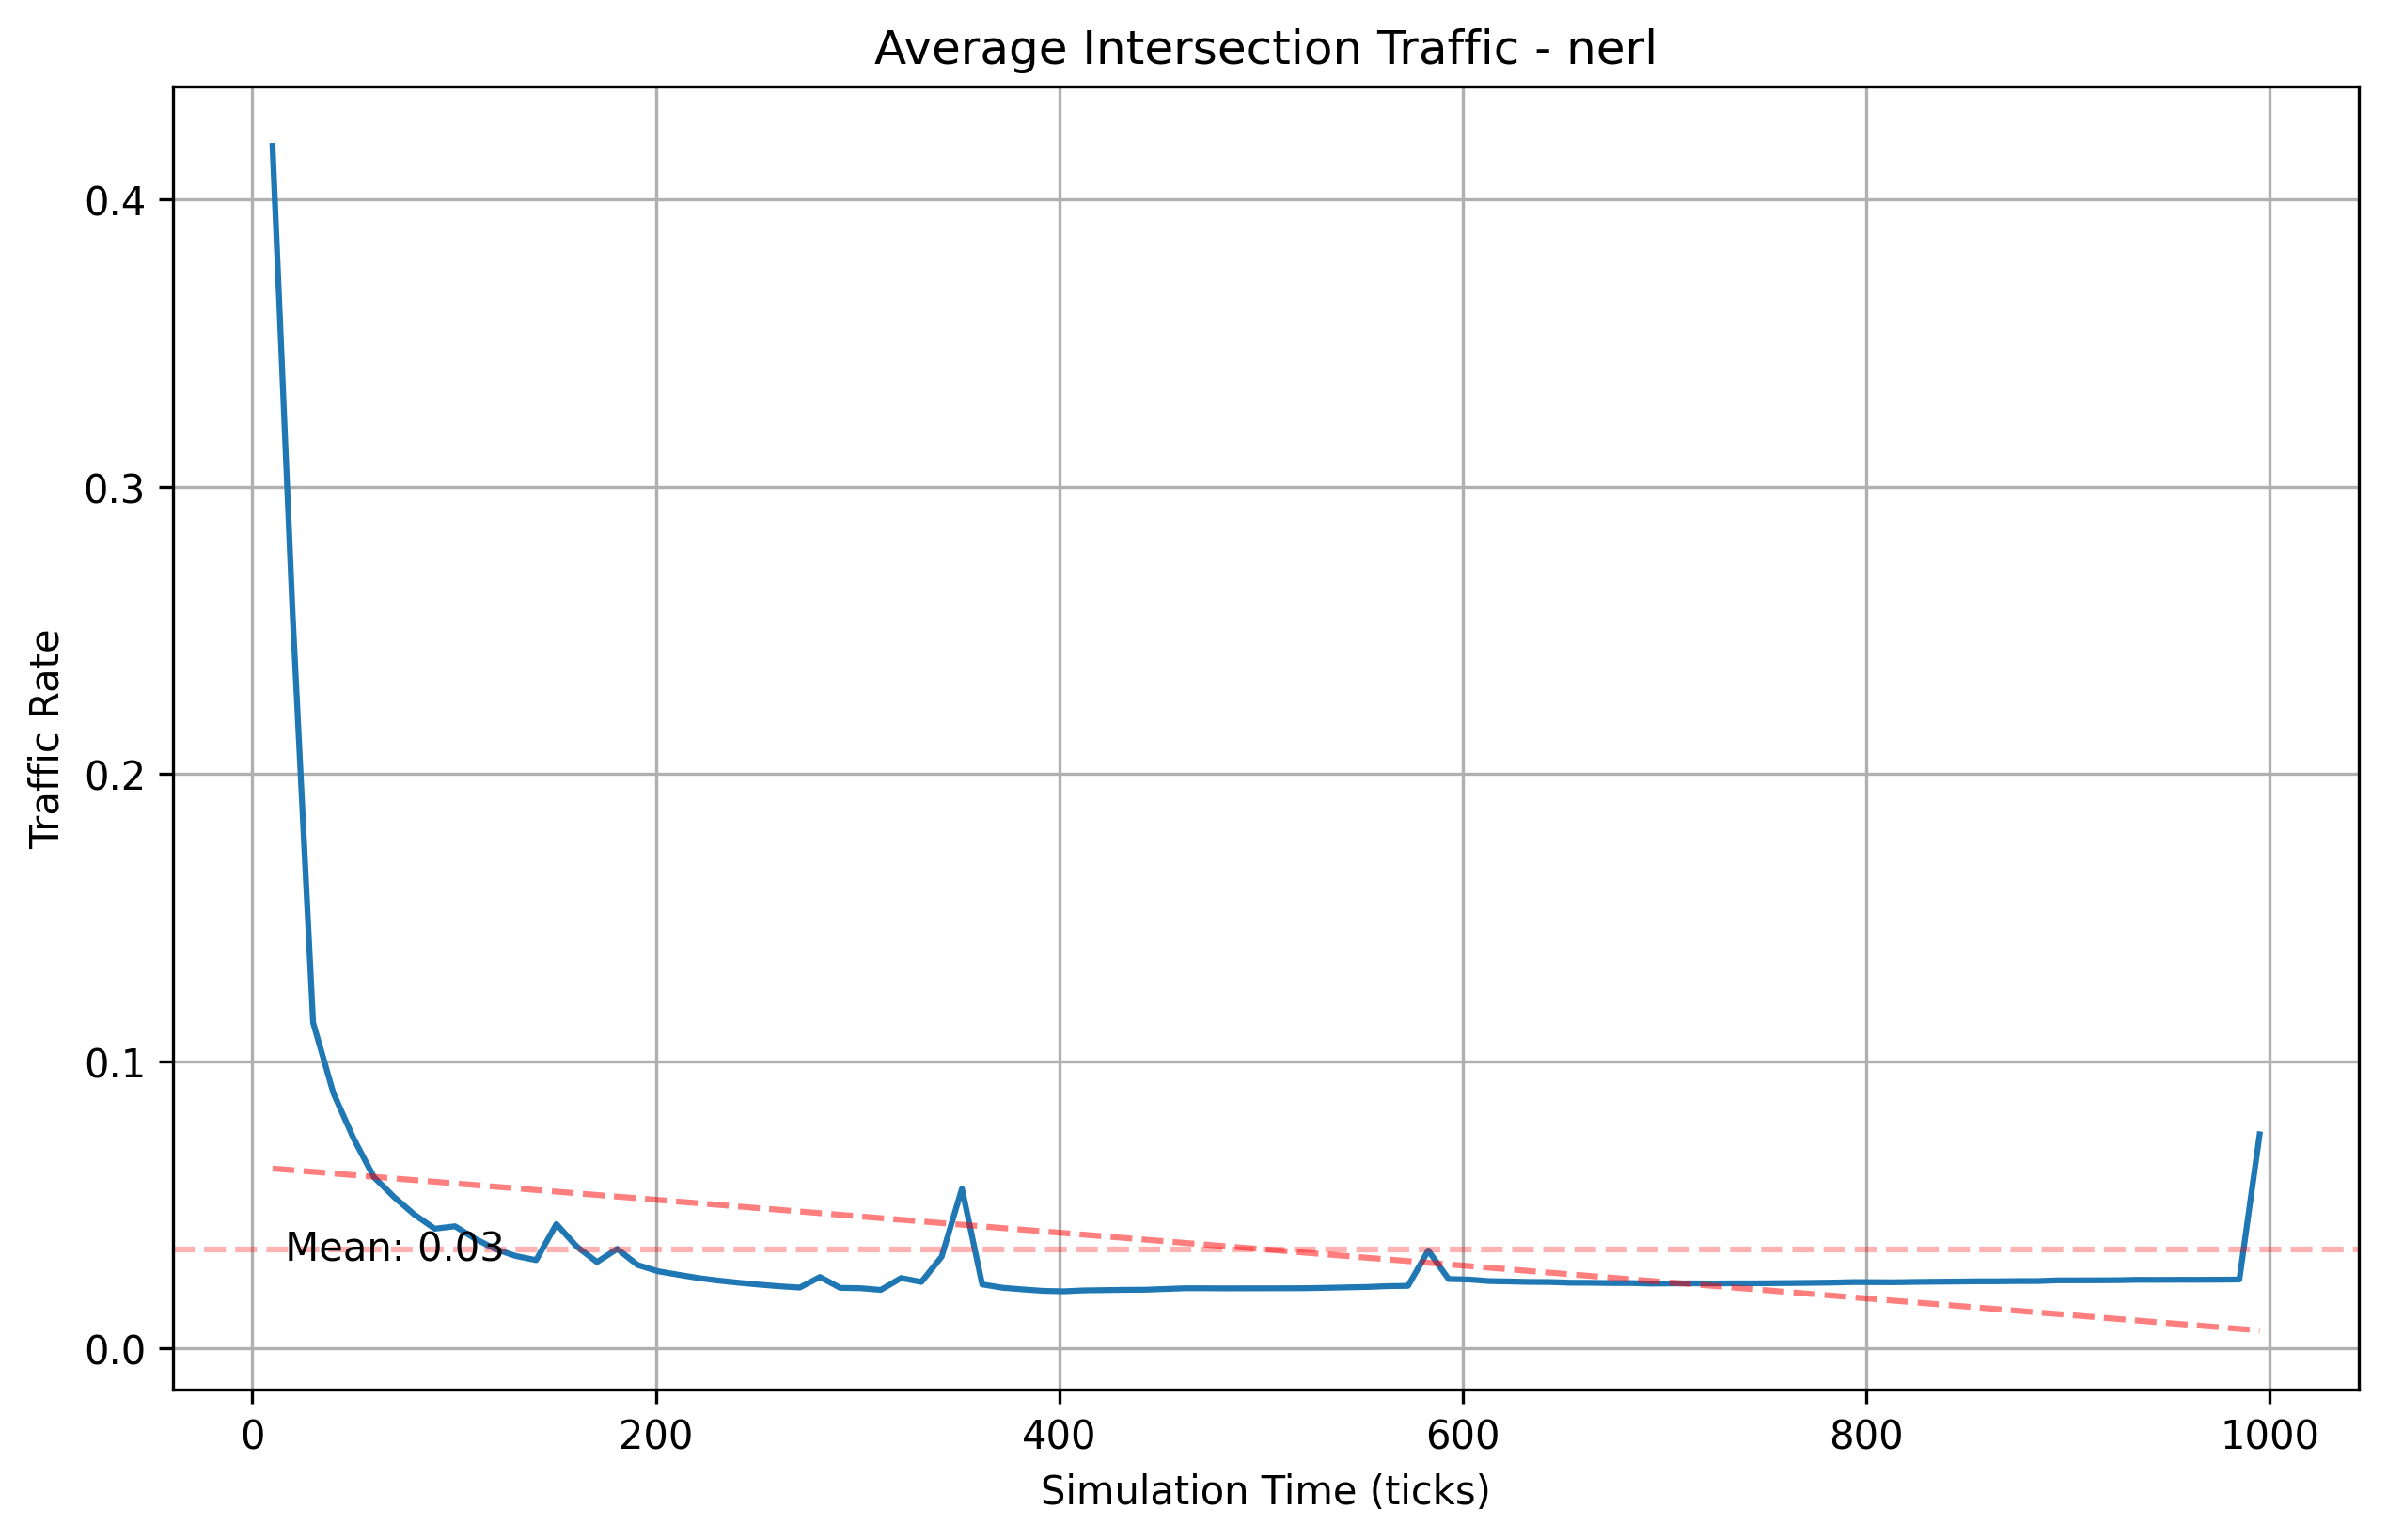 Average Intersection Traffic - nerl
Traffic Rate
0.4
0.3
0.2
0.1
0.0
Mean: 0.03
0 200 400 600 800 1000
Simulation Time (ticks)